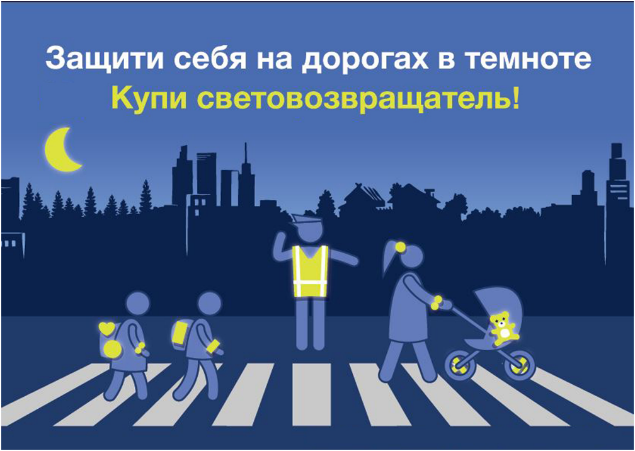 Защити себя на дорогах в темноте
Купи световозвращатель!